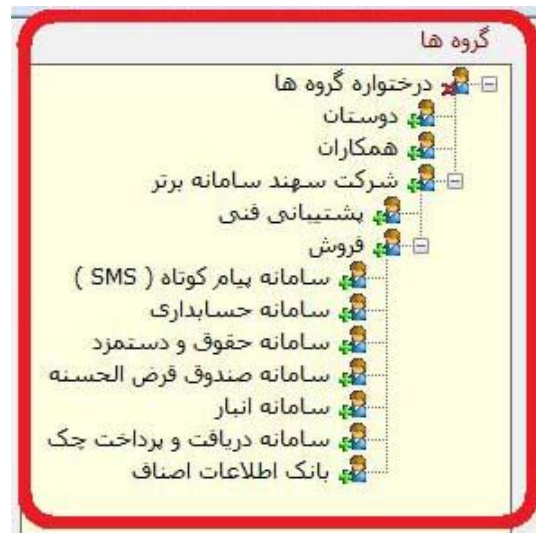 گروه ها
درختواره گروه ها
دوستان
همکاران
شرکت سهند سامانه برتر
پشتیبانی فنی
فروش
سامانه پیام کوتاه ( SMS )
سامانه حسابداری
سامانه حقوق و دستمزد
سامانه صندوق قرض الحسنه
سامانه انبار
سامانه دریافت و پرداخت چک
بانک اطلاعات اصناف